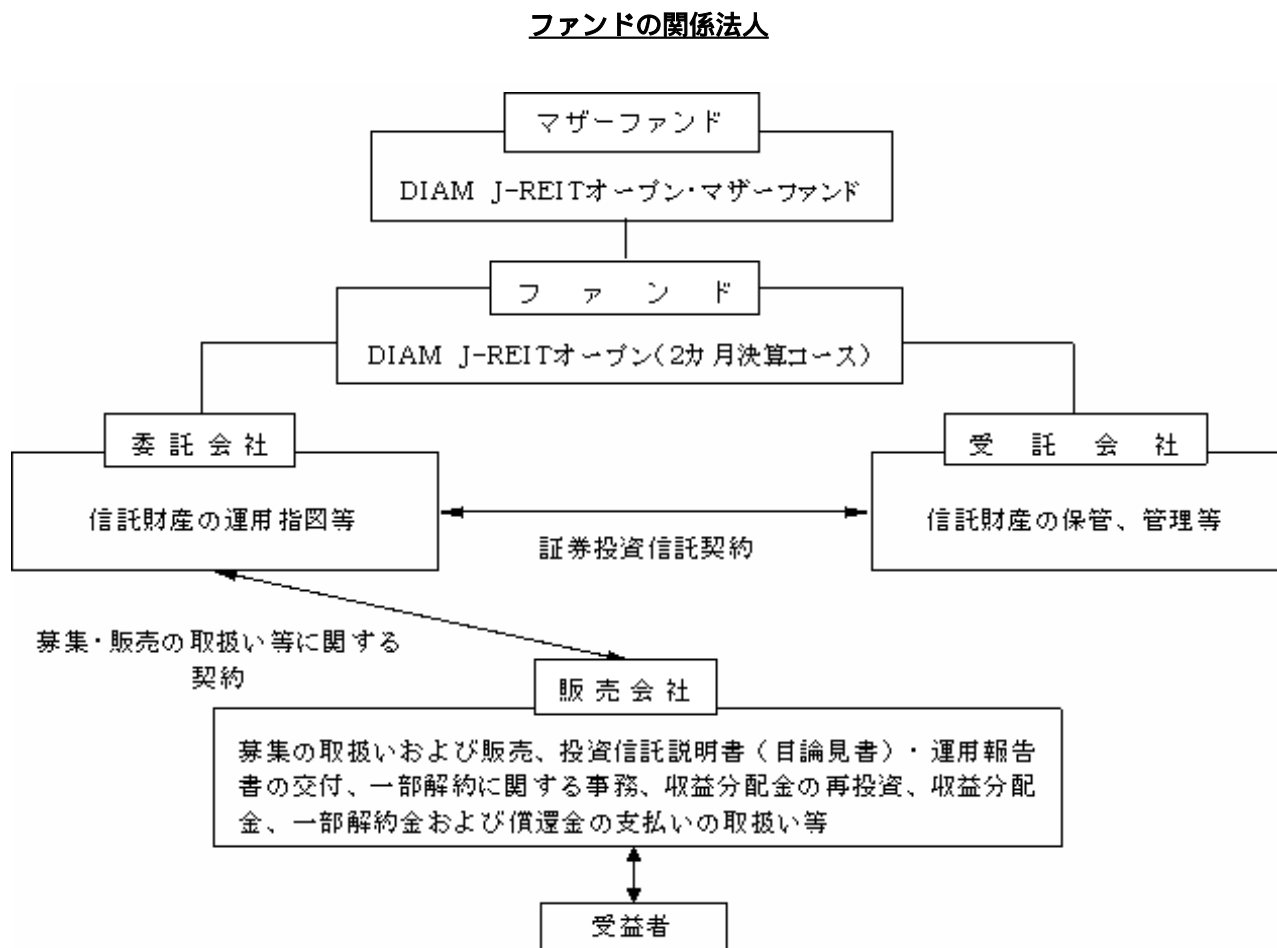 ファンドの関係法人
マザーファンド
DIAM J-REITオープン・マザーファンド
ファンド
DIAM J-REITオープン(2カ月決算コース)
委託会社
受託会社
信託財産の運用指図等
信託財産の保管、管理等
証券投資信託契約
募集・販売の取扱い等に関する
契約
販売会社
募集の取扱いおよび販売、投資信託説明書(目論見書)・運用報告
書の交付、一部解約に関する事務、収益分配金の再投資、収益分配
金、一部解約金および償還金の支払いの取扱い等
受益者